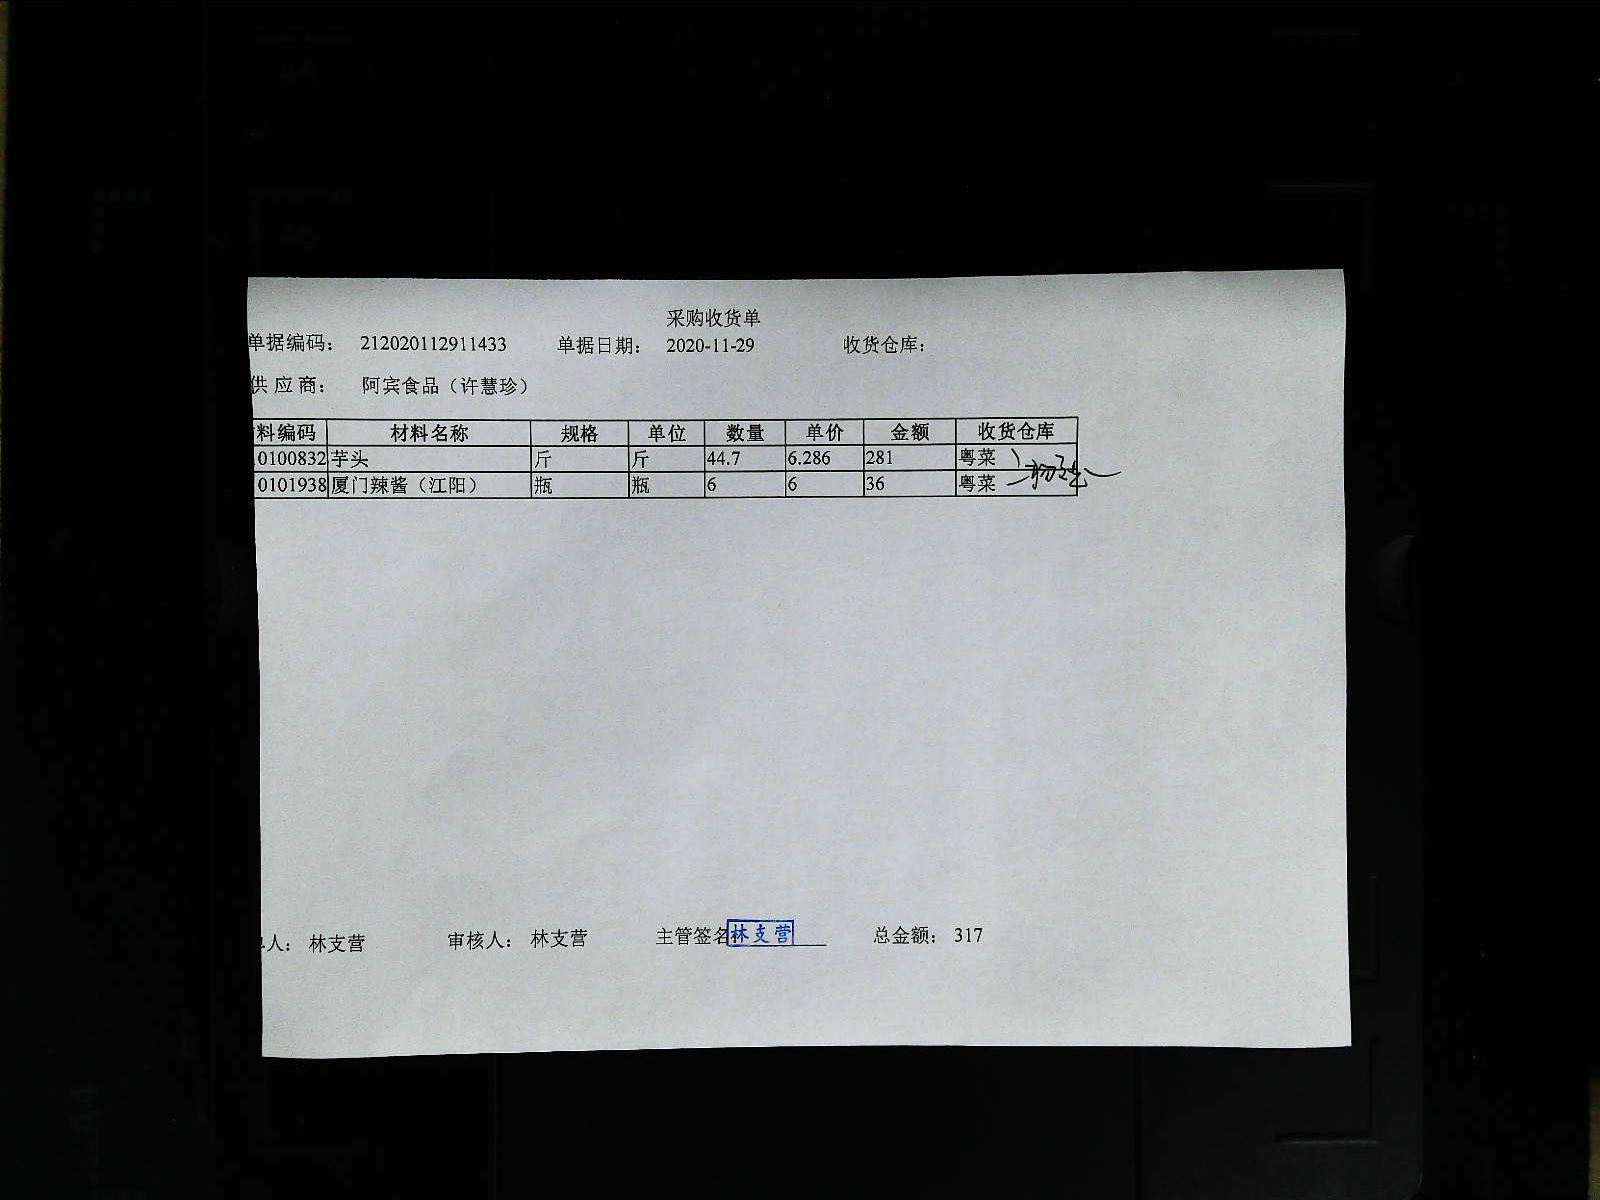 采购收货单
单据编码： 212020112911433 单据日期： 2020-11-29 收货仓库：
供 应 商： 阿宾食品（许慧珍）
料编码 材料名称 规格 单位 数量 单价 金额 收货仓库
0100832 芋头 斤 斤 44.7 6.286 281 粤菜
0101938 厦门辣酱（江阳） 瓶 瓶 6 6 36 粤菜
人： 林支营 审核人： 林支营 主管签名 林支营 总金额： 317